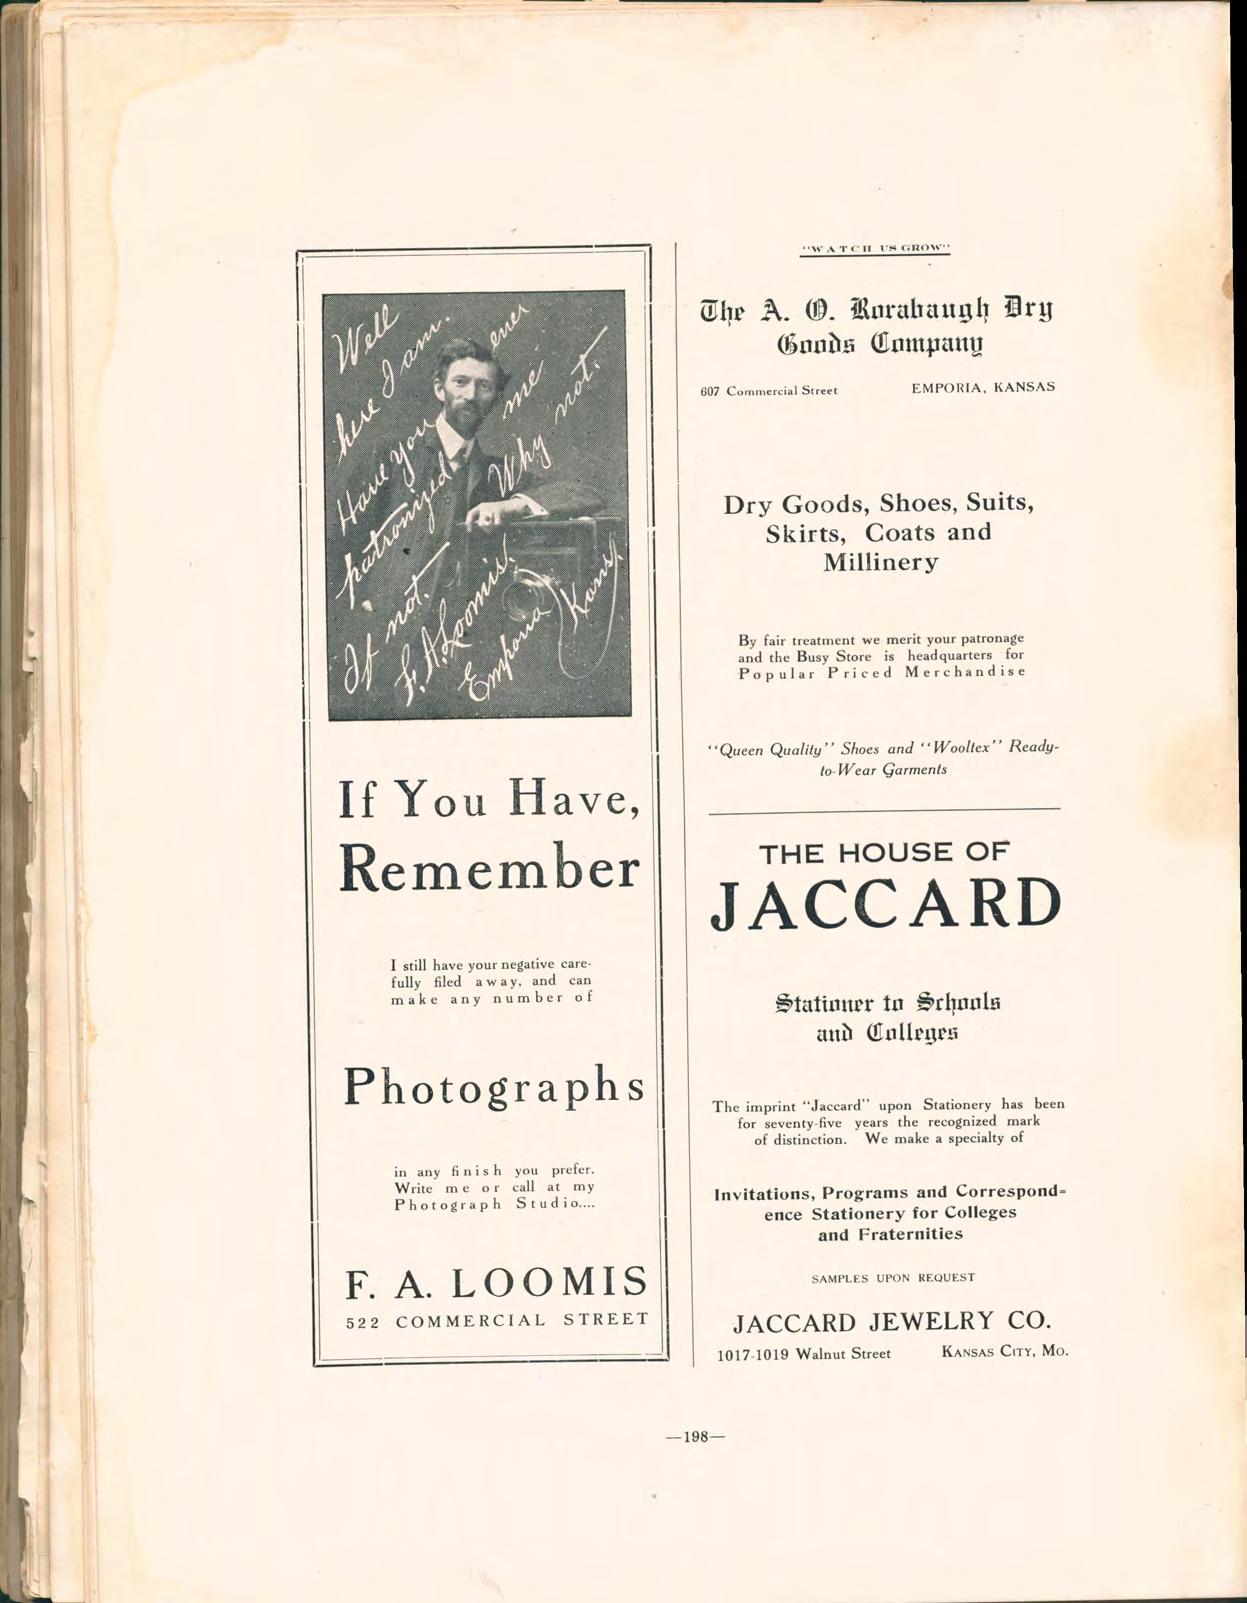 Well
here I am.
Have you ever
patronized me.
If not. Why not.
F. A. Loomis.
Emporia Kans.
If You Have,
Remember
I still have your negative care-
fully filed away, and can
make any number of
Photographs
in any finish you prefer.
Write me or call at my
Photograph Studio....
F. A. LOOMIS
522 COMMERCIAL STREET
"WATCH US GROW"
The A. O. Rorabaugh Dry
Goods Company
607 Commercial Street EMPORIA, KANSAS
Dry Goods, Shoes, Suits,
Skirts, Coats and
Millinery
By fair treatment we merit your patronage
and the Busy Store is headquarters for
Popular Priced Merchandise
"Queen Quality" Shoes and "Wooltex" Ready-
to-Wear Garments
THE HOUSE OF
JACCARD
Stationer to Schools
and Colleges
The imprint "Jaccard" upon Stationery has been
for seventy-five years the recognized mark
of distinction. We make a specialty of
Invitations, Programs and Correspond=
ence Stationery for Colleges
and Fraternities
SAMPLES UPON REQUEST
JACCARD JEWELRY CO.
1017-1019 Walnut Street KANSAS CITY, MO.
—198—